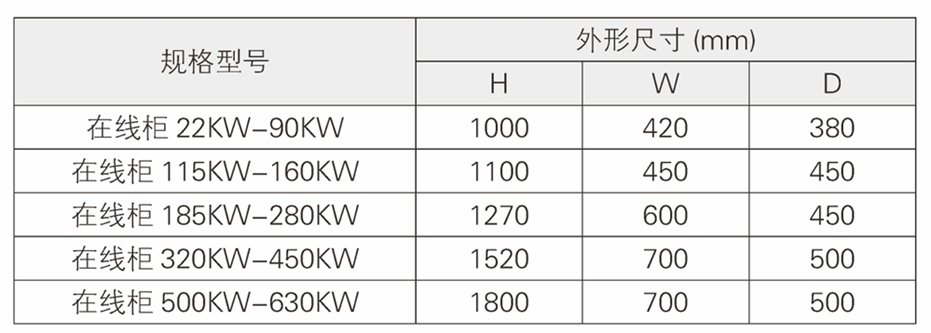 规格型号 外形尺寸(mm)
H W D
在线柜 22KW-90KW 1000 420 380
在线柜 115KW-160KW 1100 450 450
在线柜 185KW-280KW 1270 600 450
在线柜 320KW-450KW 1520 700 500
在线柜 500KW-630KW 1800 700 500